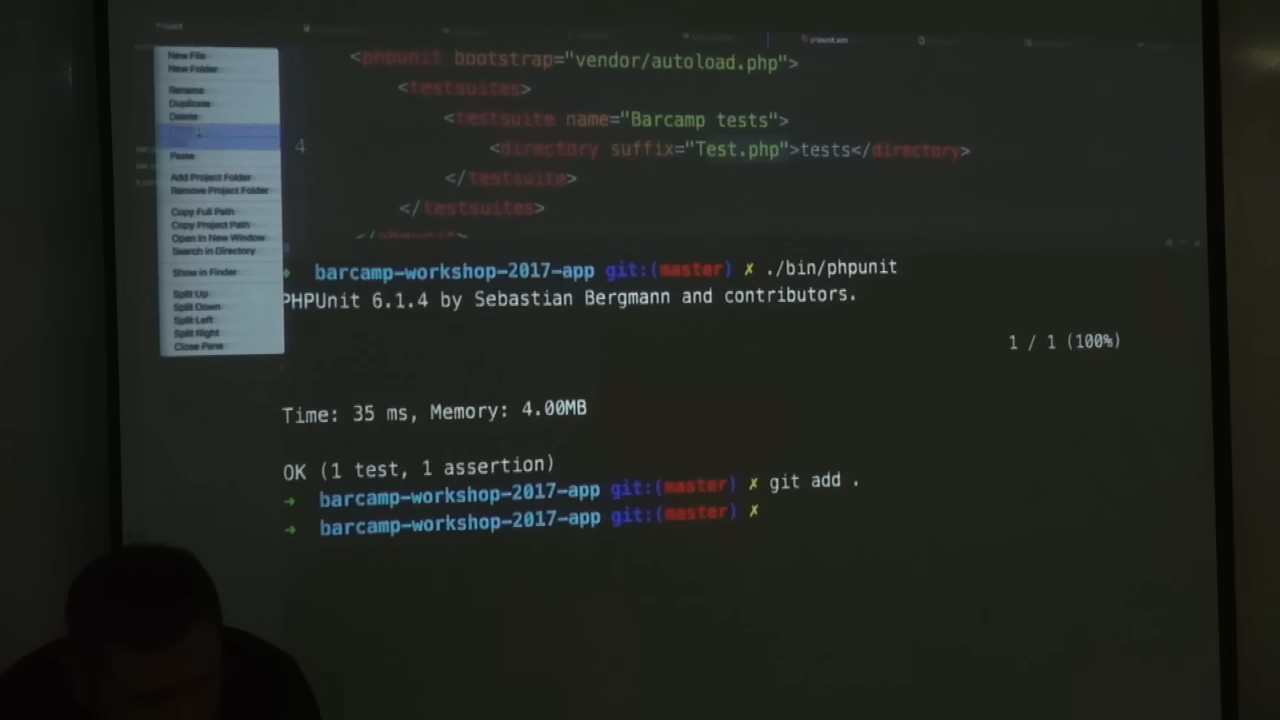 Project
phpunit.xml
New File
New Folder
Rename
Duplicate
Delete
Paste
Add Project Folder
Remove Project Folder
Copy Full Path
Copy Project Path
Open In New Window
Search in Directory
Show in Finder
Split Up
Split Down
Split Left
Split Right
Close Pane
<phpunit bootstrap="vendor/autoload.php">
<testsuites>
<testsuite name="Barcamp tests">
4 <directory suffix="Test.php">tests</directory>
</testsuite>
</testsuites>
</phpunit>
➜ barcamp-workshop-2017-app git:(master) ✗ ./bin/phpunit
PHPUnit 6.1.4 by Sebastian Bergmann and contributors.
1 / 1 (100%)
Time: 35 ms, Memory: 4.00MB
OK (1 test, 1 assertion)
➜ barcamp-workshop-2017-app git:(master) ✗ git add .
➜ barcamp-workshop-2017-app git:(master) ✗